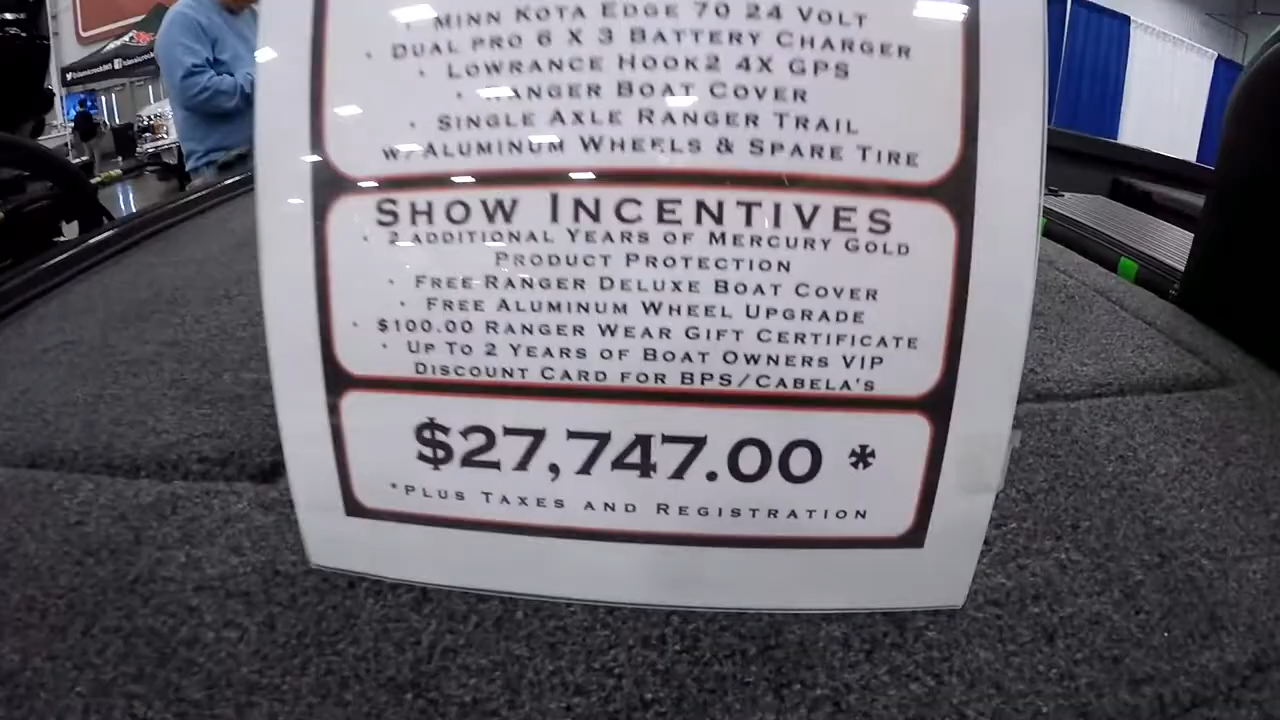 · MINN KOTA EDGE 70 24 VOLT
· DUAL PRO 6 X 3 BATTERY CHARGER
· LOWRANCE HOOK2 4X GPS
· RANGER BOAT COVER
· SINGLE AXLE RANGER TRAIL
W/ALUMINUM WHEELS & SPARE TIRE
SHOW INCENTIVES
· 2 ADDITIONAL YEARS OF MERCURY GOLD
PRODUCT PROTECTION
· FREE RANGER DELUXE BOAT COVER
· FREE ALUMINUM WHEEL UPGRADE
· $100.00 RANGER WEAR GIFT CERTIFICATE
· UP TO 2 YEARS OF BOAT OWNERS VIP
DISCOUNT CARD FOR BPS/CABELA'S
$27,747.00 *
*PLUS TAXES AND REGISTRATION